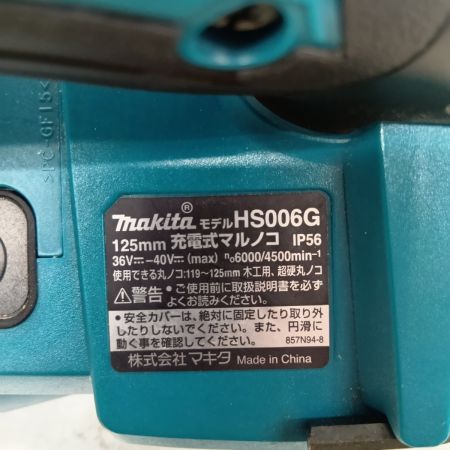 >PC-GF15<
makita® モデル HS006G
125mm 充電式マルノコ IP56
36V⎓-40V⎓(max) n₀6000/4500min⁻¹
使用できる丸ノコ:119~125mm 木工用、超硬丸ノコ
⚠警告・ご使用前に取扱説明書を必ず
よくお読みください。
・安全カバーは、絶対に固定したり取り外
したりしないでください。また、円滑に
動く事を確認してください。
857N94-8
株式会社マキタ Made in China